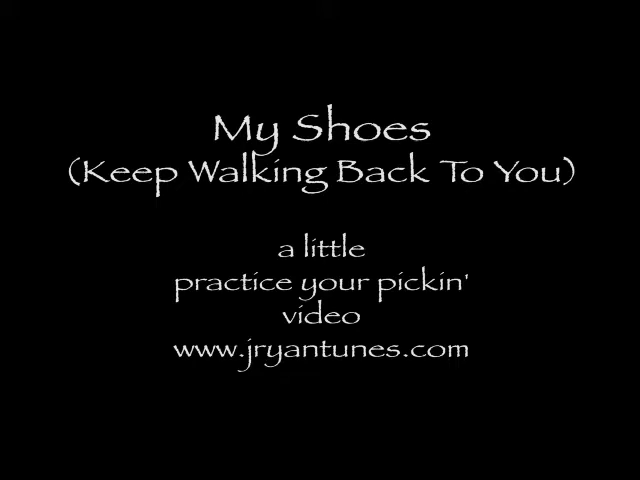 My Shoes
(Keep Walking Back To You)
a little
practice your pickin'
video
www.jryantunes.com